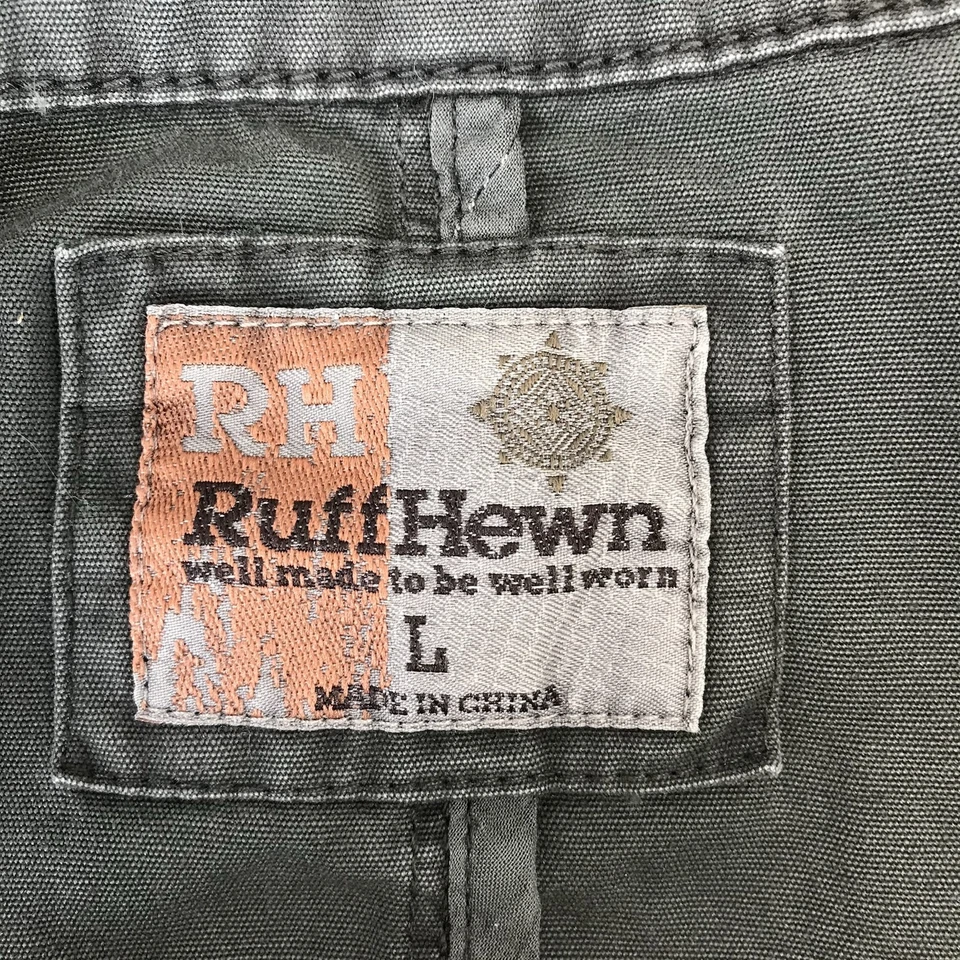 RH
RuffHewn
well made to be well worn
L
MADE IN CHINA